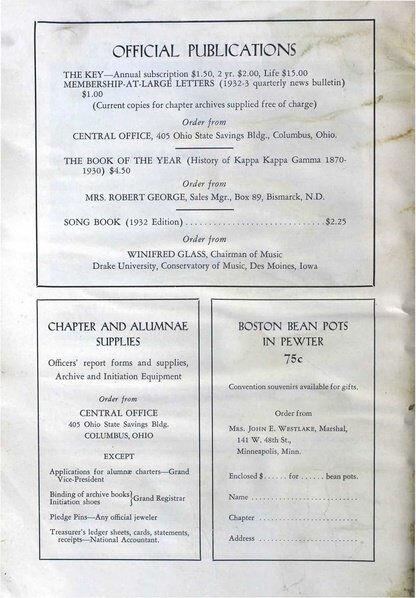 OFFICIAL PUBLICATIONS
THE KEY—Annual subscription $1.50, 2 yr. $2.00, Life $15.00
MEMBERSHIP-AT-LARGE LETTERS (1932-3 quarterly news bulletin)
$1.00
(Current copies for chapter archives supplied free of charge)
Order from
CENTRAL OFFICE, 405 Ohio State Savings Bldg., Columbus, Ohio.
THE BOOK OF THE YEAR (History of Kappa Kappa Gamma 1870-
1930) $4.50
Order from
MRS. ROBERT GEORGE, Sales Mgr., Box 89, Bismarck, N.D.
SONG BOOK (1932 Edition) .............................. $2.25
Order from
WINIFRED GLASS, Chairman of Music
Drake University, Conservatory of Music, Des Moines, Iowa
CHAPTER AND ALUMNAE
SUPPLIES
Officers' report forms and supplies,
Archive and Initiation Equipment
Order from
CENTRAL OFFICE
405 Ohio State Savings Bldg.
COLUMBUS, OHIO
EXCEPT
Applications for alumnæ charters—Grand
Vice-President
Binding of archive books}
Initiation shoes }Grand Registrar
Pledge Pins—Any official jeweler
Treasurer's ledger sheets, cards, statements,
receipts—National Accountant.
BOSTON BEAN POTS
IN PEWTER
75c
Convention souvenirs available for gifts.
Order from
MRS. JOHN E. WESTLAKE, Marshal,
141 W. 48th St.,
Minneapolis, Minn.
Enclosed $...... for ...... bean pots.
Name ..........................
Chapter ........................
Address ........................